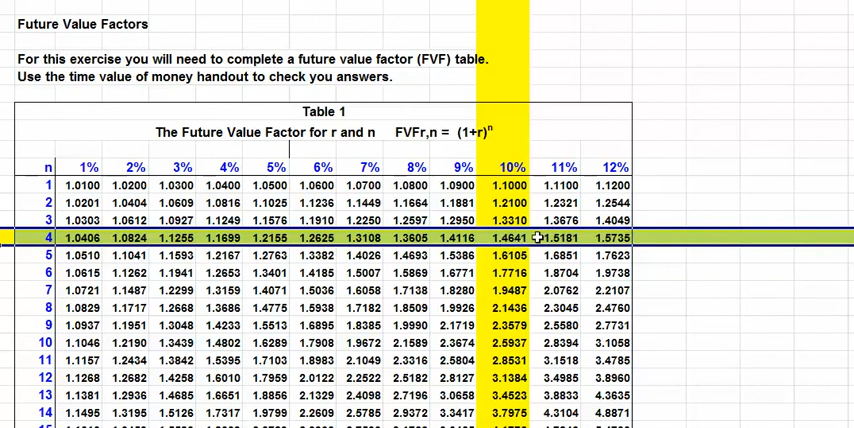 Future Value Factors
For this exercise you will need to complete a future value factor (FVF) table.
Use the time value of money handout to check you answers.
Table 1
The Future Value Factor for r and n FVFr,n = (1+r)^n
n 1% 2% 3% 4% 5% 6% 7% 8% 9% 10% 11% 12%
1 1.0100 1.0200 1.0300 1.0400 1.0500 1.0600 1.0700 1.0800 1.0900 1.1000 1.1100 1.1200
2 1.0201 1.0404 1.0609 1.0816 1.1025 1.1236 1.1449 1.1664 1.1881 1.2100 1.2321 1.2544
3 1.0303 1.0612 1.0927 1.1249 1.1576 1.1910 1.2250 1.2597 1.2950 1.3310 1.3676 1.4049
4 1.0406 1.0824 1.1255 1.1699 1.2155 1.2625 1.3108 1.3605 1.4116 1.4641 1.5181 1.5735
5 1.0510 1.1041 1.1593 1.2167 1.2763 1.3382 1.4026 1.4693 1.5386 1.6105 1.6851 1.7623
6 1.0615 1.1262 1.1941 1.2653 1.3401 1.4185 1.5007 1.5869 1.6771 1.7716 1.8704 1.9738
7 1.0721 1.1487 1.2299 1.3159 1.4071 1.5036 1.6058 1.7138 1.8280 1.9487 2.0762 2.2107
8 1.0829 1.1717 1.2668 1.3686 1.4775 1.5938 1.7182 1.8509 1.9926 2.1436 2.3045 2.4760
9 1.0937 1.1951 1.3048 1.4233 1.5513 1.6895 1.8385 1.9990 2.1719 2.3579 2.5580 2.7731
10 1.1046 1.2190 1.3439 1.4802 1.6289 1.7908 1.9672 2.1589 2.3674 2.5937 2.8394 3.1058
11 1.1157 1.2434 1.3842 1.5395 1.7103 1.8983 2.1049 2.3316 2.5804 2.8531 3.1518 3.4785
12 1.1268 1.2682 1.4258 1.6010 1.7959 2.0122 2.2522 2.5182 2.8127 3.1384 3.4985 3.8960
13 1.1381 1.2936 1.4685 1.6651 1.8856 2.1329 2.4098 2.7196 3.0658 3.4523 3.8833 4.3635
14 1.1495 1.3195 1.5126 1.7317 1.9799 2.2609 2.5785 2.9372 3.3417 3.7975 4.3104 4.8871